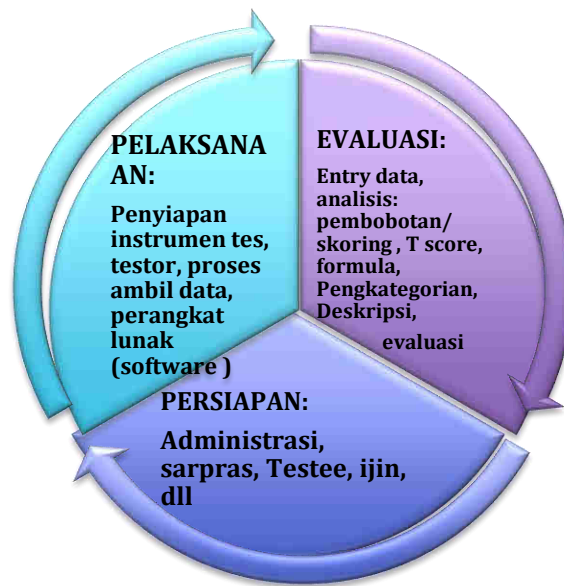 PELAKSANA
AN:
Penyiapan
instrumen tes,
testor, proses
ambil data,
perangkat
lunak
(software )
EVALUASI:
Entry data,
analisis:
pembobotan/
skoring , T score,
formula,
Pengkategorian,
Deskripsi,
evaluasi
PERSIAPAN:
Administrasi,
sarpras, Testee, ijin,
dll